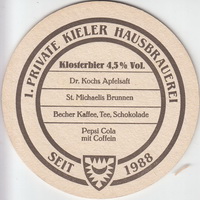 1. PRIVATE KIELER HAUSBRAUEREI
Klosterbier 4,5% Vol.
Dr. Kochs Apfelsaft
St. Michaelis Brunnen
Becher Kaffee, Tee, Schokolade
Pepsi Cola
mit Coffein
SEIT 1988